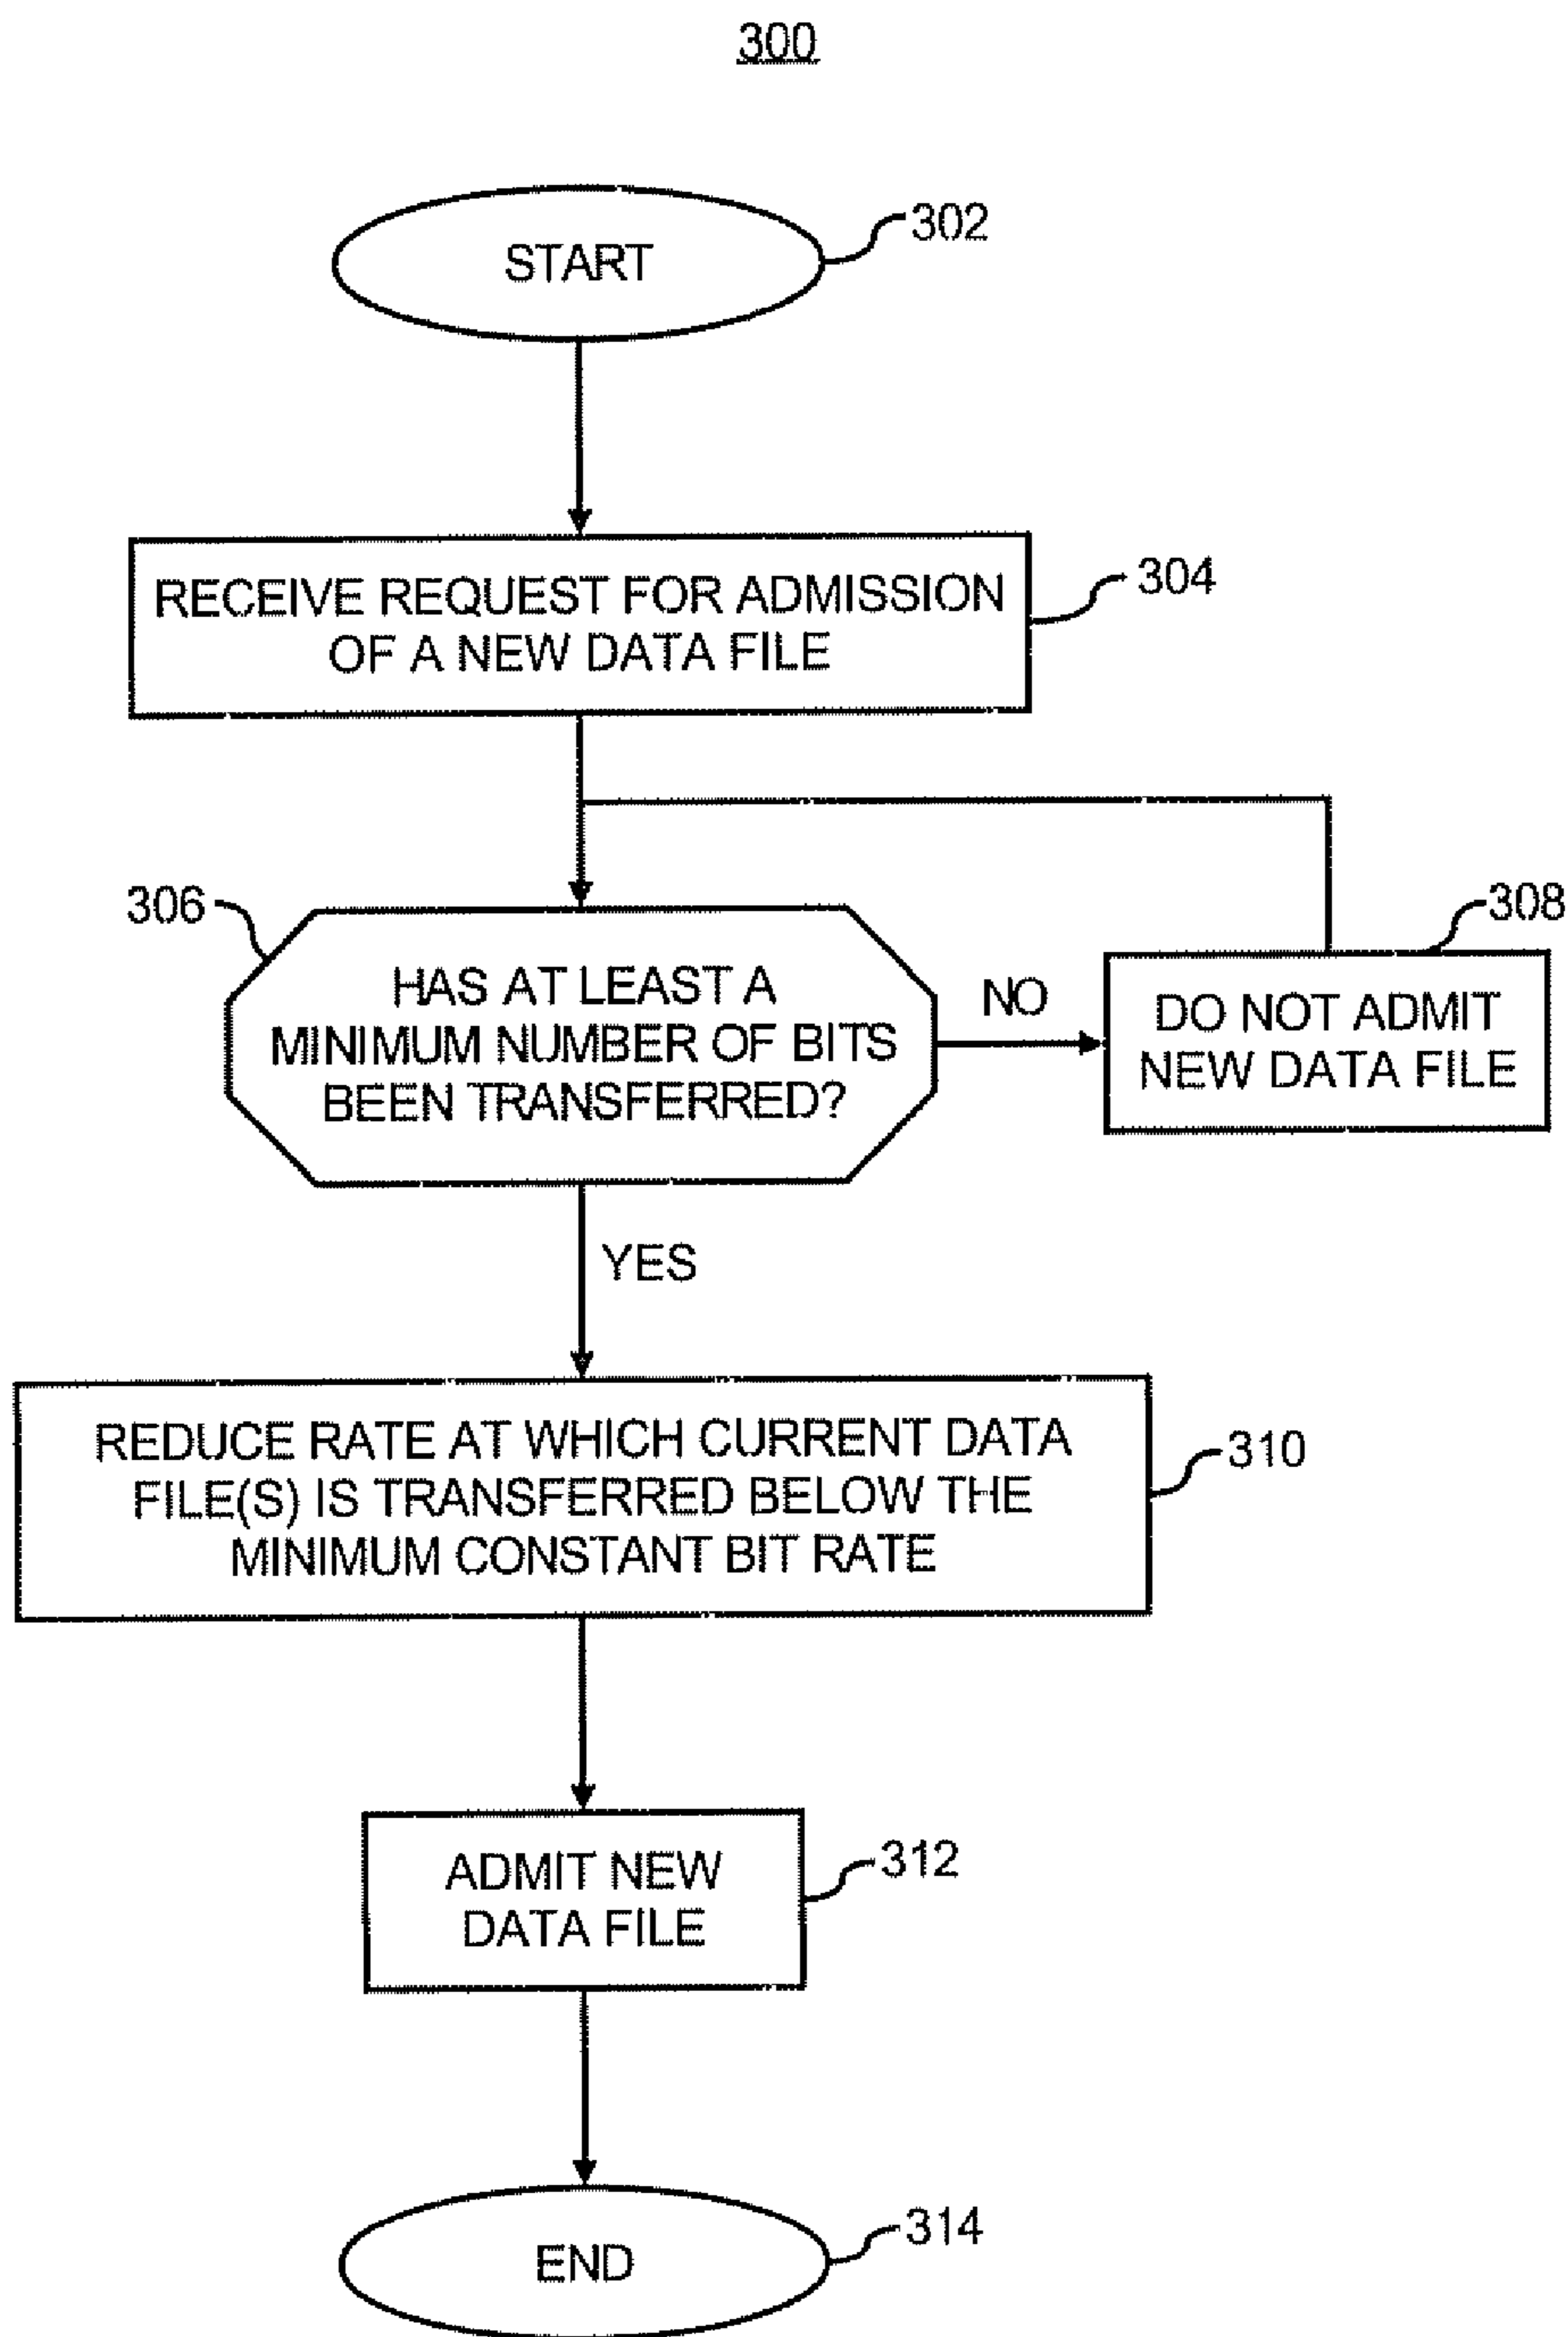 300
302
START
304
RECEIVE REQUEST FOR ADMISSION
OF A NEW DATA FILE
306
308
HAS AT LEAST A
MINIMUM NUMBER OF BITS
BEEN TRANSFERRED?
NO
DO NOT ADMIT
NEW DATA FILE
YES
REDUCE RATE AT WHICH CURRENT DATA
FILE(S) IS TRANSFERRED BELOW THE
MINIMUM CONSTANT BIT RATE
310
ADMIT NEW
DATA FILE
312
314
END